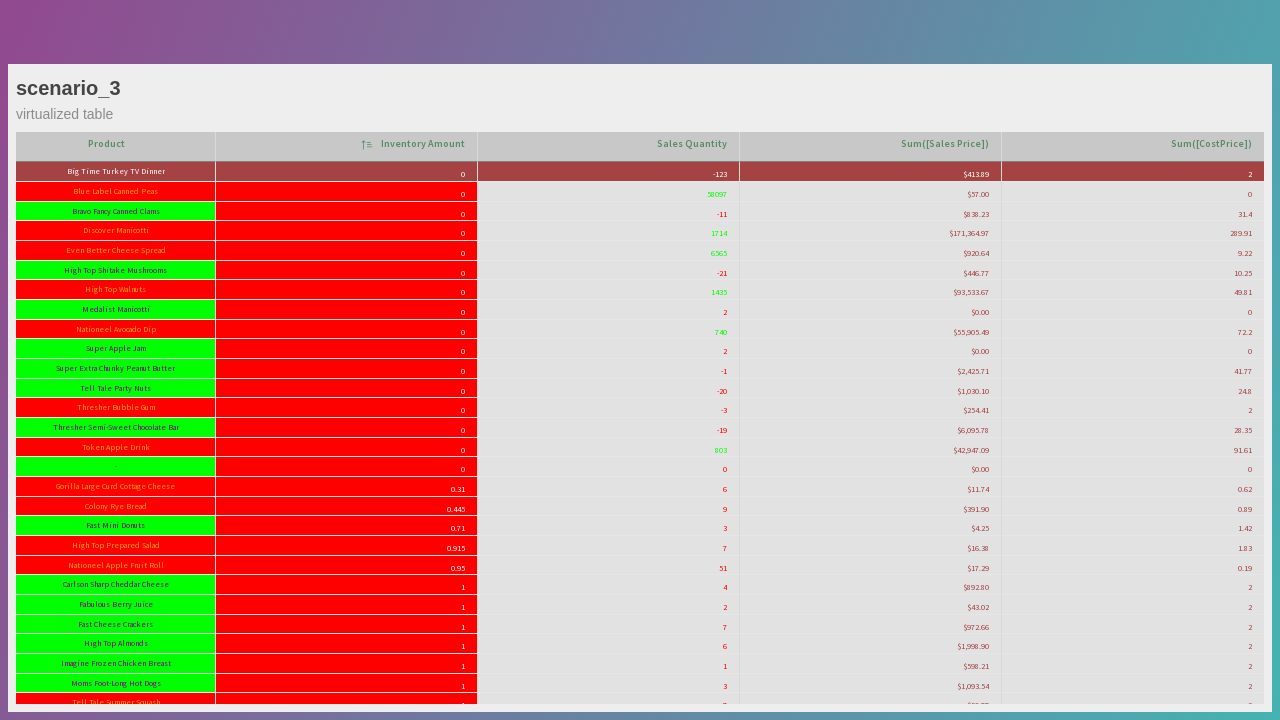 scenario_3
virtualized table
Product Inventory Amount Sales Quantity Sum([Sales Price]) Sum([CostPrice])
Big Time Turkey TV Dinner 0 -123 $413.89 2
Blue Label Canned Peas 0 58097 $57.00 0
Bravo Fancy Canned Clams 0 -11 $838.23 31.4
Discover Manicotti 0 1714 $171,364.97 289.91
Even Better Cheese Spread 0 6565 $920.64 9.22
High Top Shitake Mushrooms 0 -21 $446.77 10.25
High Top Walnuts 0 1435 $93,533.67 49.81
Medalist Manicotti 0 2 $0.00 0
Nationeel Avocado Dip 0 740 $55,905.49 72.2
Super Apple Jam 0 2 $0.00 0
Super Extra Chunky Peanut Butter 0 -1 $2,425.71 41.77
Tell Tale Party Nuts 0 -20 $1,030.10 24.8
Thresher Bubble Gum 0 -3 $254.41 2
Thresher Semi-Sweet Chocolate Bar 0 -19 $6,095.78 28.35
Token Apple Drink 0 803 $42,947.09 91.61
- 0 0 $0.00 0
Gorilla Large Curd Cottage Cheese 0.31 6 $11.74 0.62
Colony Rye Bread 0.445 9 $391.90 0.89
Fast Mini Donuts 0.71 3 $4.25 1.42
High Top Prepared Salad 0.915 7 $16.38 1.83
Nationeel Apple Fruit Roll 0.95 51 $17.29 0.19
Carlson Sharp Cheddar Cheese 1 4 $892.80 2
Fabulous Berry Juice 1 2 $43.02 2
Fast Cheese Crackers 1 7 $972.66 2
High Top Almonds 1 6 $1,998.90 2
Imagine Frozen Chicken Breast 1 1 $598.21 2
Moms Foot-Long Hot Dogs 1 3 $1,093.54 2
Tell Tale Summer Squash